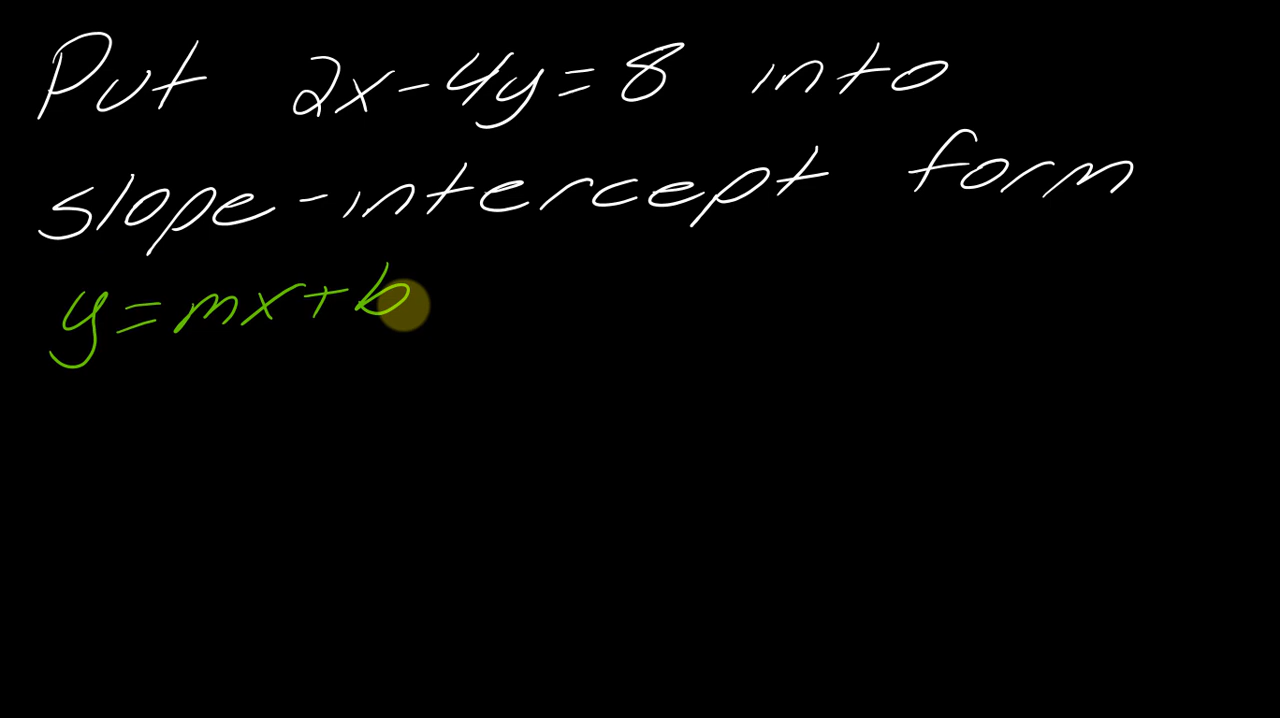 Put 2x-4y=8 into
slope-intercept form
y=mx+b